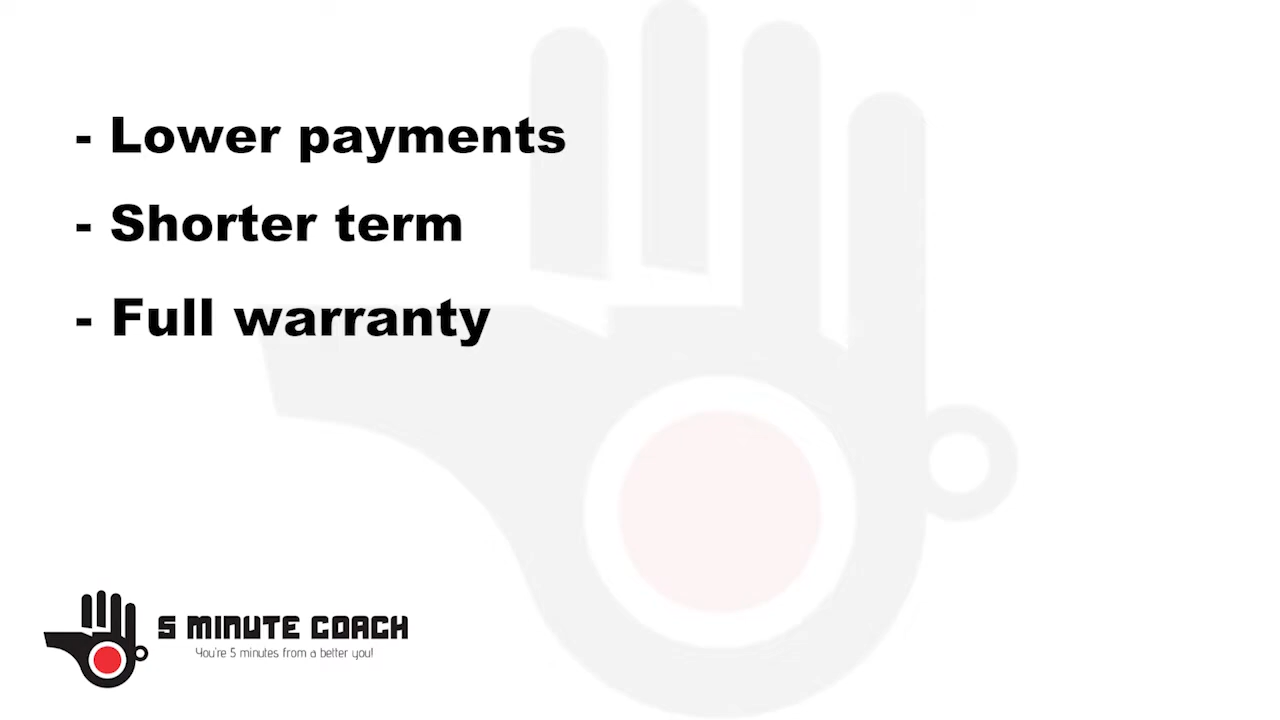 - Lower payments
- Shorter term
- Full warranty
5 MINUTE COACH
You're 5 minutes from a better you!